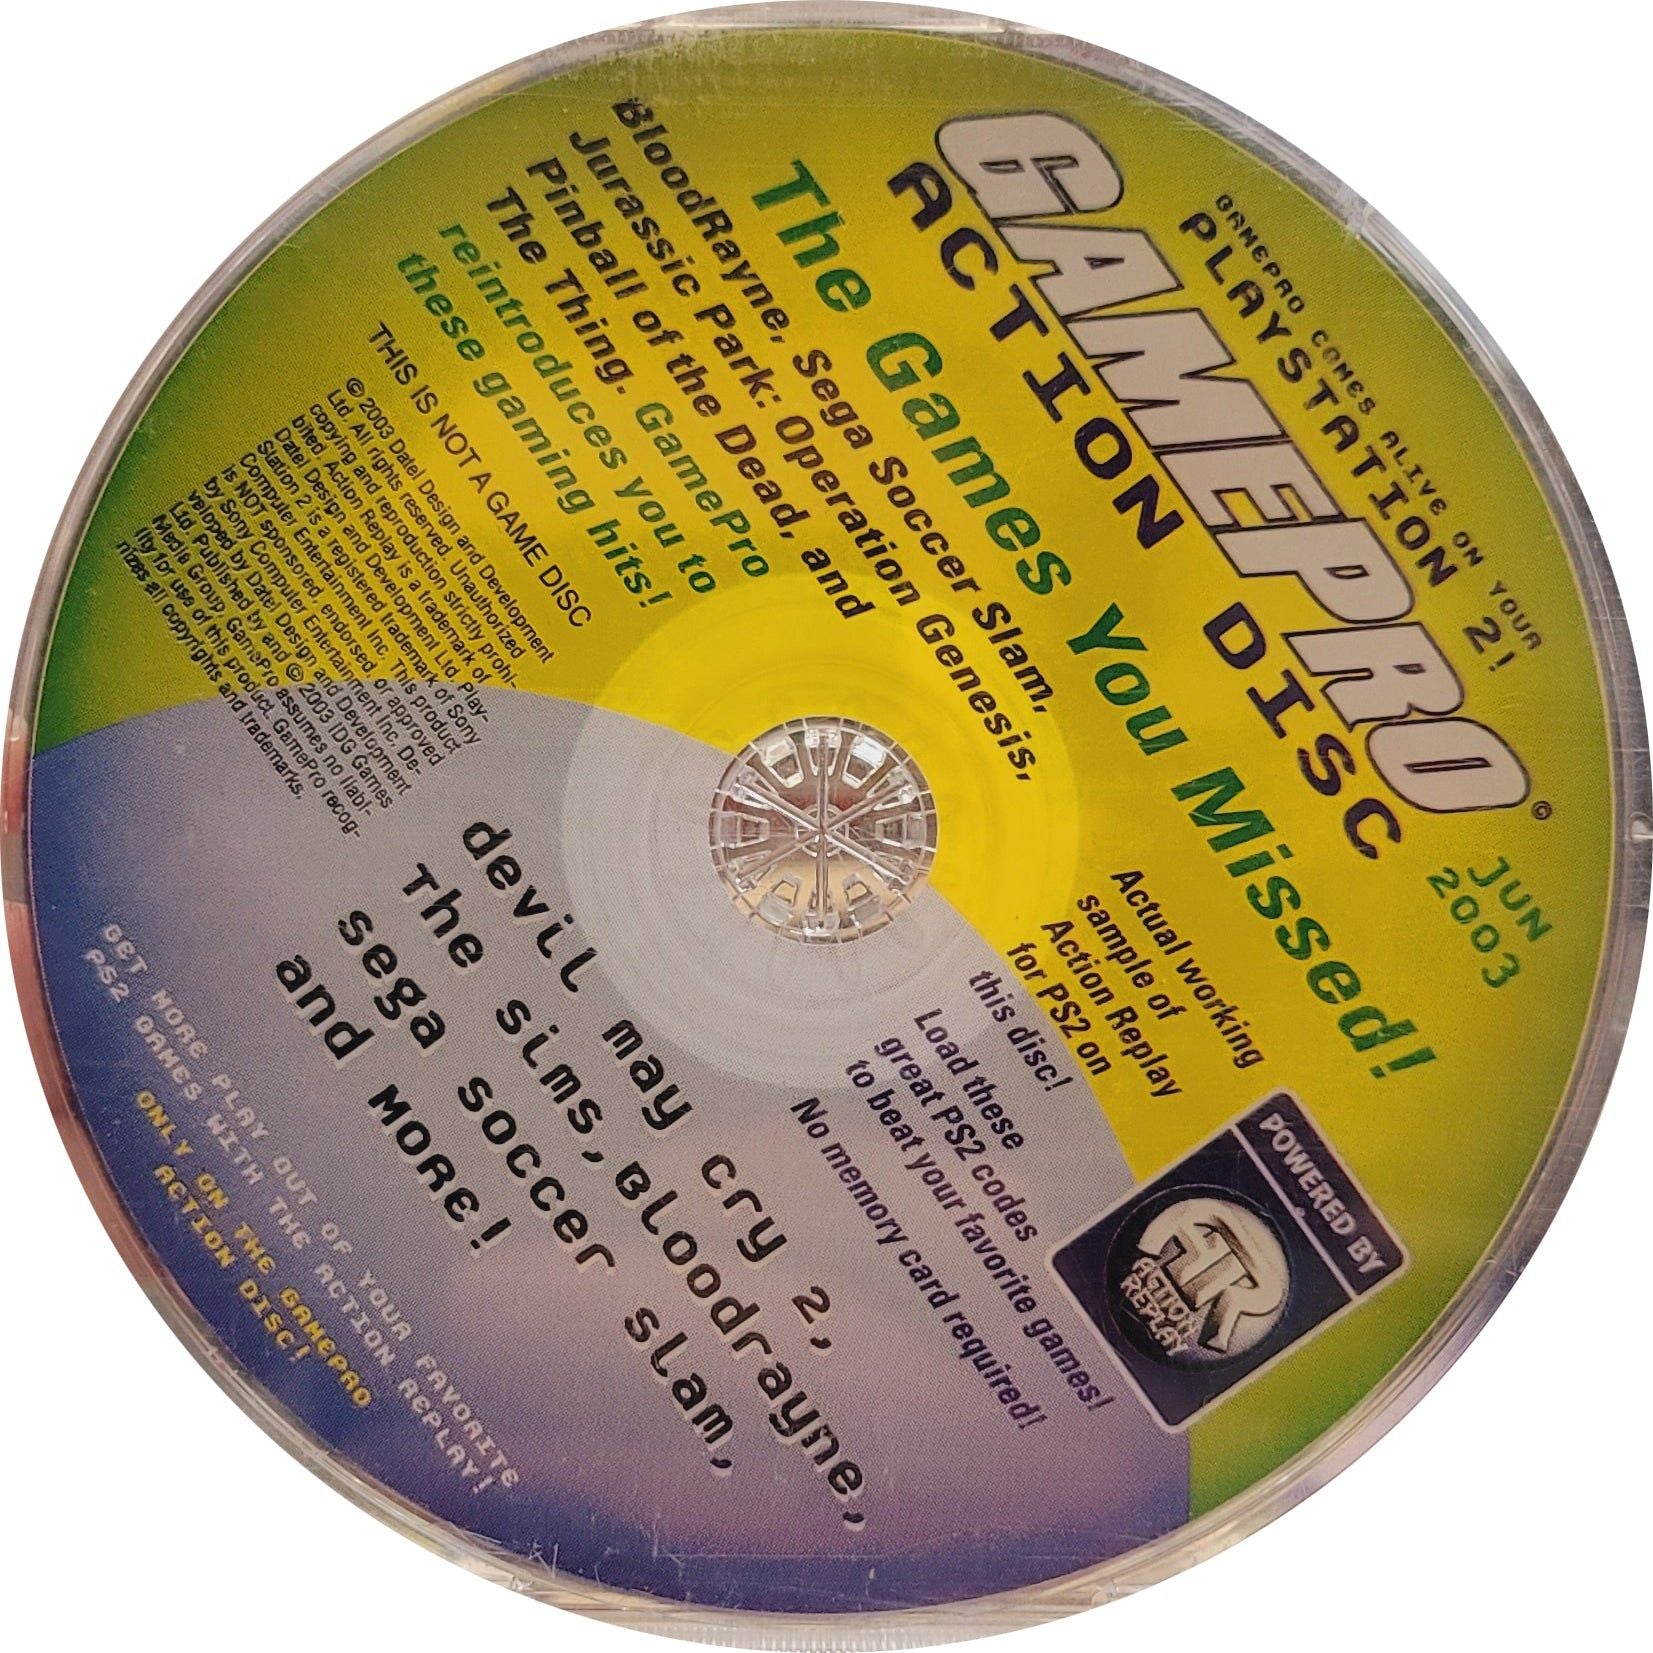 GAMEPRO COMES ALIVE ON YOUR
PLAYSTATION 2!
GAMEPRO©
ACTION DISC
JUN
2003
The Games You Missed!
BloodRayne, Sega Soccer Slam,
Jurassic Park: Operation Genesis,
Pinball of the Dead, and
The Thing. GamePro
reintroduces you to
these gaming hits!
THIS IS NOT A GAME DISC
© 2003 Datel Design and Development
Ltd. All rights reserved. Unauthorized
copying and reproduction strictly prohi-
bited Action Replay is a trademark of
Datel Design and Development Ltd. Play-
Station 2 is a registered trademark of Sony
Computer Entertainment Inc. This product
is NOT sponsored, endorsed or approved
by Sony Computer Entertainment Inc. De-
veloped by Datel Design and Development
Ltd. Published by and © 2003 IDG Games
Media Group. GamePro assumes no liabi-
lity for use of this product. GamePro recog-
nizes all copyrights and trademarks.
Actual working
sample of
Action Replay
for PS2 on
this disc!
Load these
great PS2 codes
to beat your favorite games!
No memory card required!
POWERED BY
AR
ACTION
REPLAY
devil may cry 2,
The sims, Bloodrayne,
sega soccer slam,
and MORe!
GeT MORe PLAY OUT OF YOUR FAVORITe
PS2 GAMES WITH THE ACTION RePLAY!
ONLY ON THE GAMEPRO
ACTION DISC!